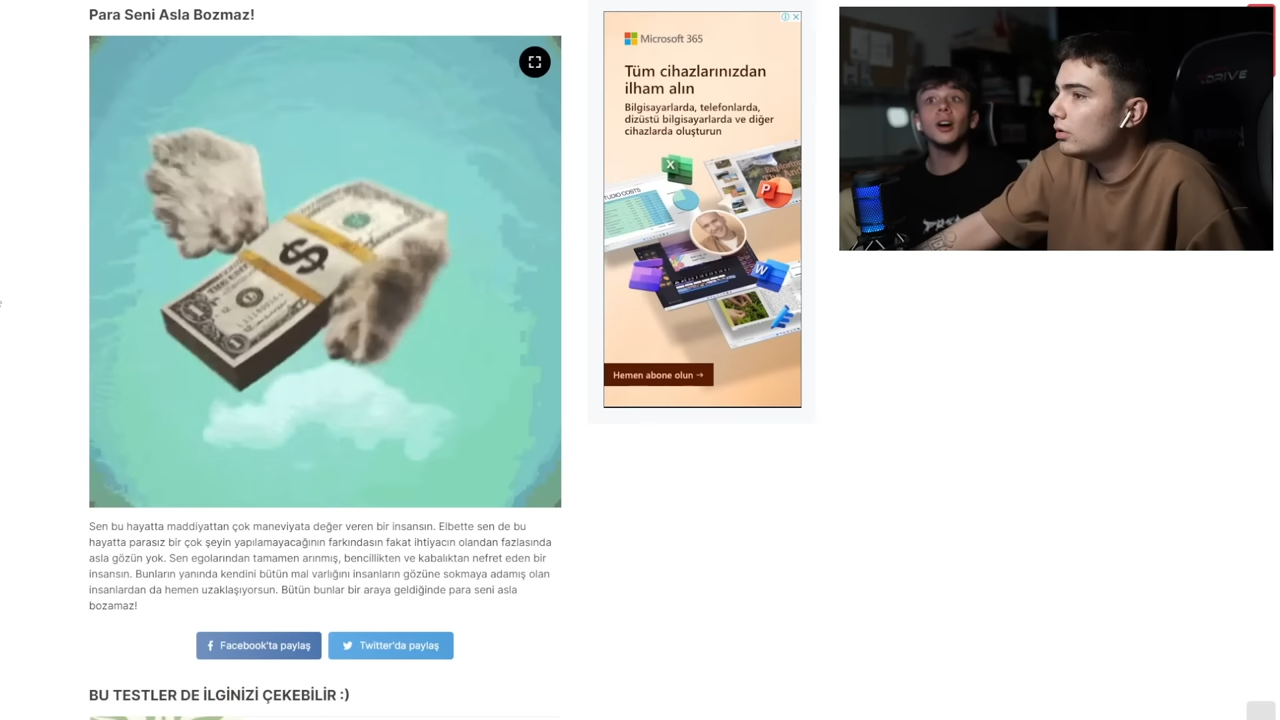 Para Seni Asla Bozmaz!
Sen bu hayatta maddiyattan çok maneviyata değer veren bir insansın. Elbette sen de bu
hayatta parasız bir çok şeyin yapılamayacağının farkındasın fakat ihtiyacın olandan fazlasında
asla gözün yok. Sen egolarından tamamen arınmış, bencillikten ve kabalıktan nefret eden bir
insansın. Bunların yanında kendini bütün mal varlığını insanların gözüne sokmaya adamış olan
insanlardan da hemen uzaklaşıyorsun. Bütün bunlar bir araya geldiğinde para seni asla
bozamaz!
Facebook'ta paylaş
Twitter'da paylaş
BU TESTLER DE İLGİNİZİ ÇEKEBİLİR :)
Microsoft 365
Tüm cihazlarınızdan
ilham alın
Bilgisayarlarda, telefonlarda,
dizüstü bilgisayarlarda ve diğer
cihazlarda oluşturun
Hemen abone olun →